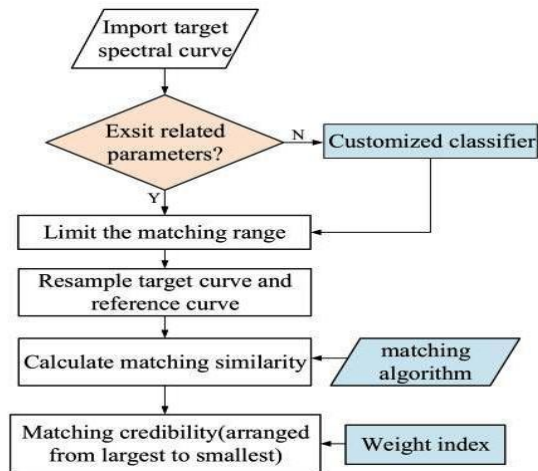 Import target
spectral curve
Exsit related
parameters?
N
Customized classifier
Y
Limit the matching range
Resample target curve and
reference curve
Calculate matching similarity
matching
algorithm
Matching credibility(arranged
from largest to smallest)
Weight index